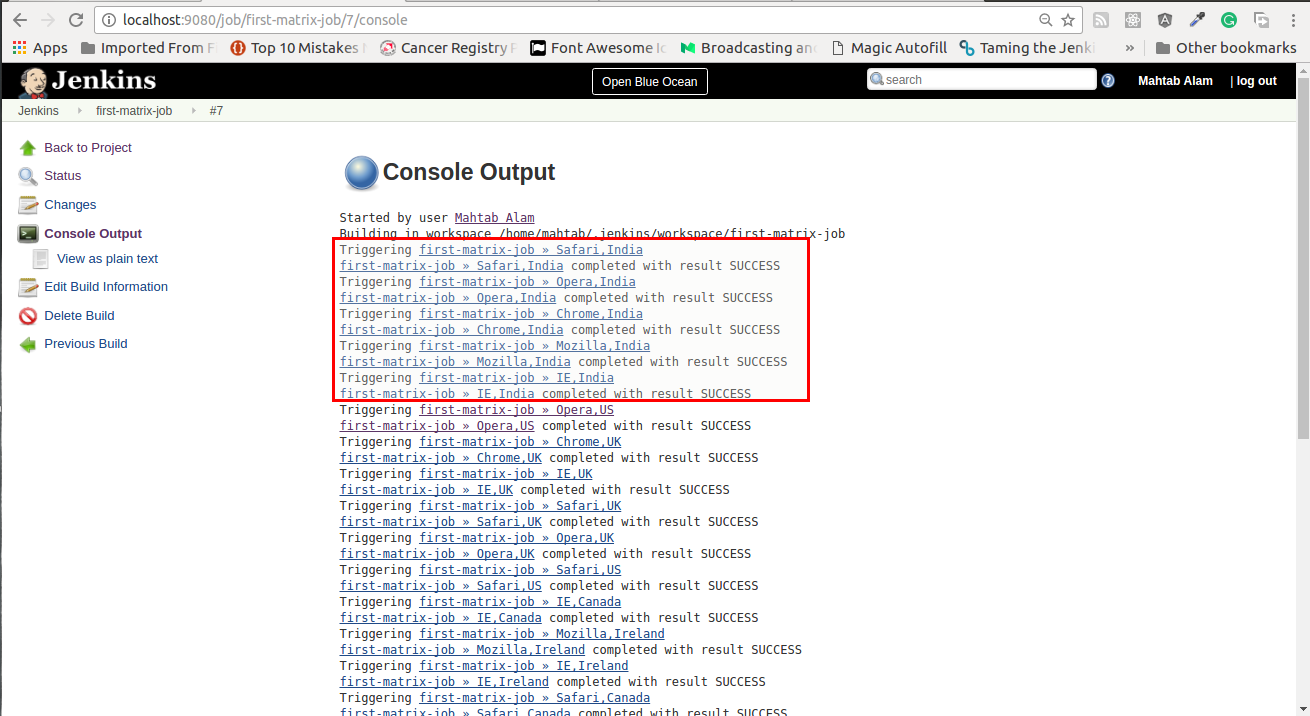 localhost:9080/job/first-matrix-job/7/console
Apps Imported From F Top 10 Mistakes Cancer Registry Font Awesome Broadcasting an Magic Autofill Taming the Jenki » Other bookmarks
Jenkins Open Blue Ocean search Mahtab Alam | log out
Jenkins first-matrix-job #7
Back to Project
Status
Changes
Console Output
View as plain text
Edit Build Information
Delete Build
Previous Build
Console Output
Started by user Mahtab Alam
Building in workspace /home/mahtab/.jenkins/workspace/first-matrix-job
Triggering first-matrix-job » Safari,India
first-matrix-job » Safari,India completed with result SUCCESS
Triggering first-matrix-job » Opera,India
first-matrix-job » Opera,India completed with result SUCCESS
Triggering first-matrix-job » Chrome,India
first-matrix-job » Chrome,India completed with result SUCCESS
Triggering first-matrix-job » Mozilla,India
first-matrix-job » Mozilla,India completed with result SUCCESS
Triggering first-matrix-job » IE,India
first-matrix-job » IE,India completed with result SUCCESS
Triggering first-matrix-job » Opera,US
first-matrix-job » Opera,US completed with result SUCCESS
Triggering first-matrix-job » Chrome,UK
first-matrix-job » Chrome,UK completed with result SUCCESS
Triggering first-matrix-job » IE,UK
first-matrix-job » IE,UK completed with result SUCCESS
Triggering first-matrix-job » Safari,UK
first-matrix-job » Safari,UK completed with result SUCCESS
Triggering first-matrix-job » Opera,UK
first-matrix-job » Opera,UK completed with result SUCCESS
Triggering first-matrix-job » Safari,US
first-matrix-job » Safari,US completed with result SUCCESS
Triggering first-matrix-job » IE,Canada
first-matrix-job » IE,Canada completed with result SUCCESS
Triggering first-matrix-job » Mozilla,Ireland
first-matrix-job » Mozilla,Ireland completed with result SUCCESS
Triggering first-matrix-job » IE,Ireland
first-matrix-job » IE,Ireland completed with result SUCCESS
Triggering first-matrix-job » Safari,Canada
first-matrix-job » Safari,Canada completed with result SUCCESS